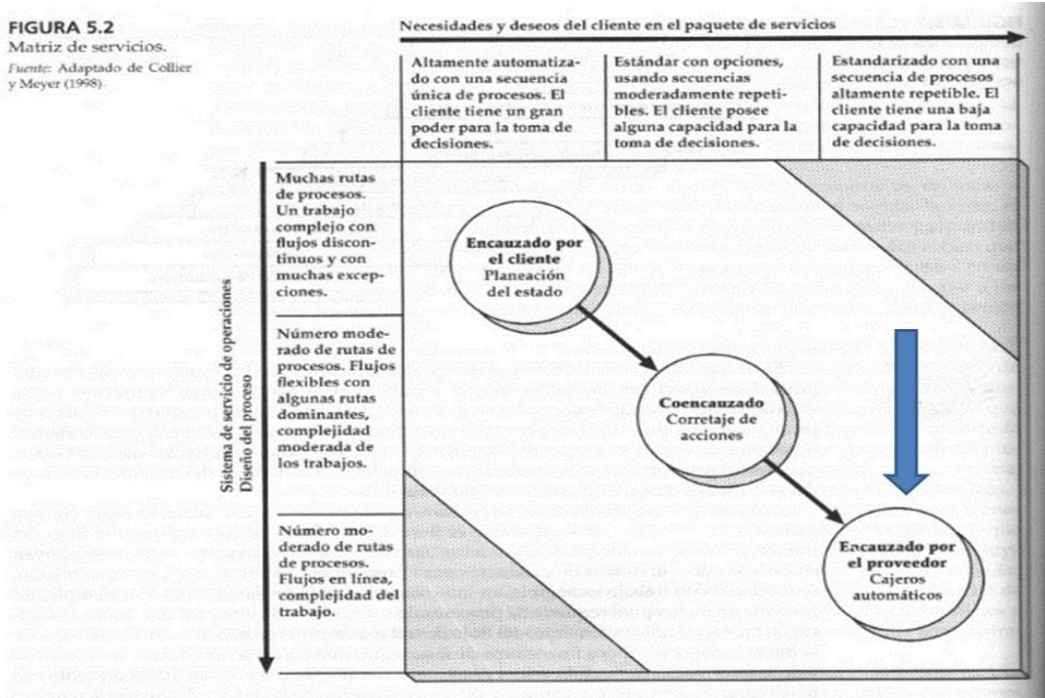 FIGURA 5.2
Matriz de servicios.
Fuente: Adaptado de Collier
y Meyer (1998).
Necesidades y deseos del cliente en el paquete de servicios
Altamente automatiza-
do con una secuencia
única de procesos. El
cliente tiene un gran
poder para la toma de
decisiones.
Estándar con opciones,
usando secuencias
moderadamente repeti-
bles. El cliente posee
alguna capacidad para la
toma de decisiones.
Estandarizado con una
secuencia de procesos
altamente repetible. El
cliente tiene una baja
capacidad para la toma
de decisiones.
Sistema de servicio de operaciones
Diseño del proceso
Muchas rutas
de procesos.
Un trabajo
complejo con
flujos discon-
tinuos y con
muchas excep-
ciones.
Número mode-
rado de rutas de
procesos. Flujos
flexibles con
algunas rutas
dominantes,
complejidad
moderada de
los trabajos.
Número mo-
derado de rutas
de procesos.
Flujos en línea,
complejidad del
trabajo.
Encauzado por
el cliente
Planeación
del estado
Coencauzado
Corretaje de
acciones
Encauzado por
el proveedor
Cajeros
automáticos